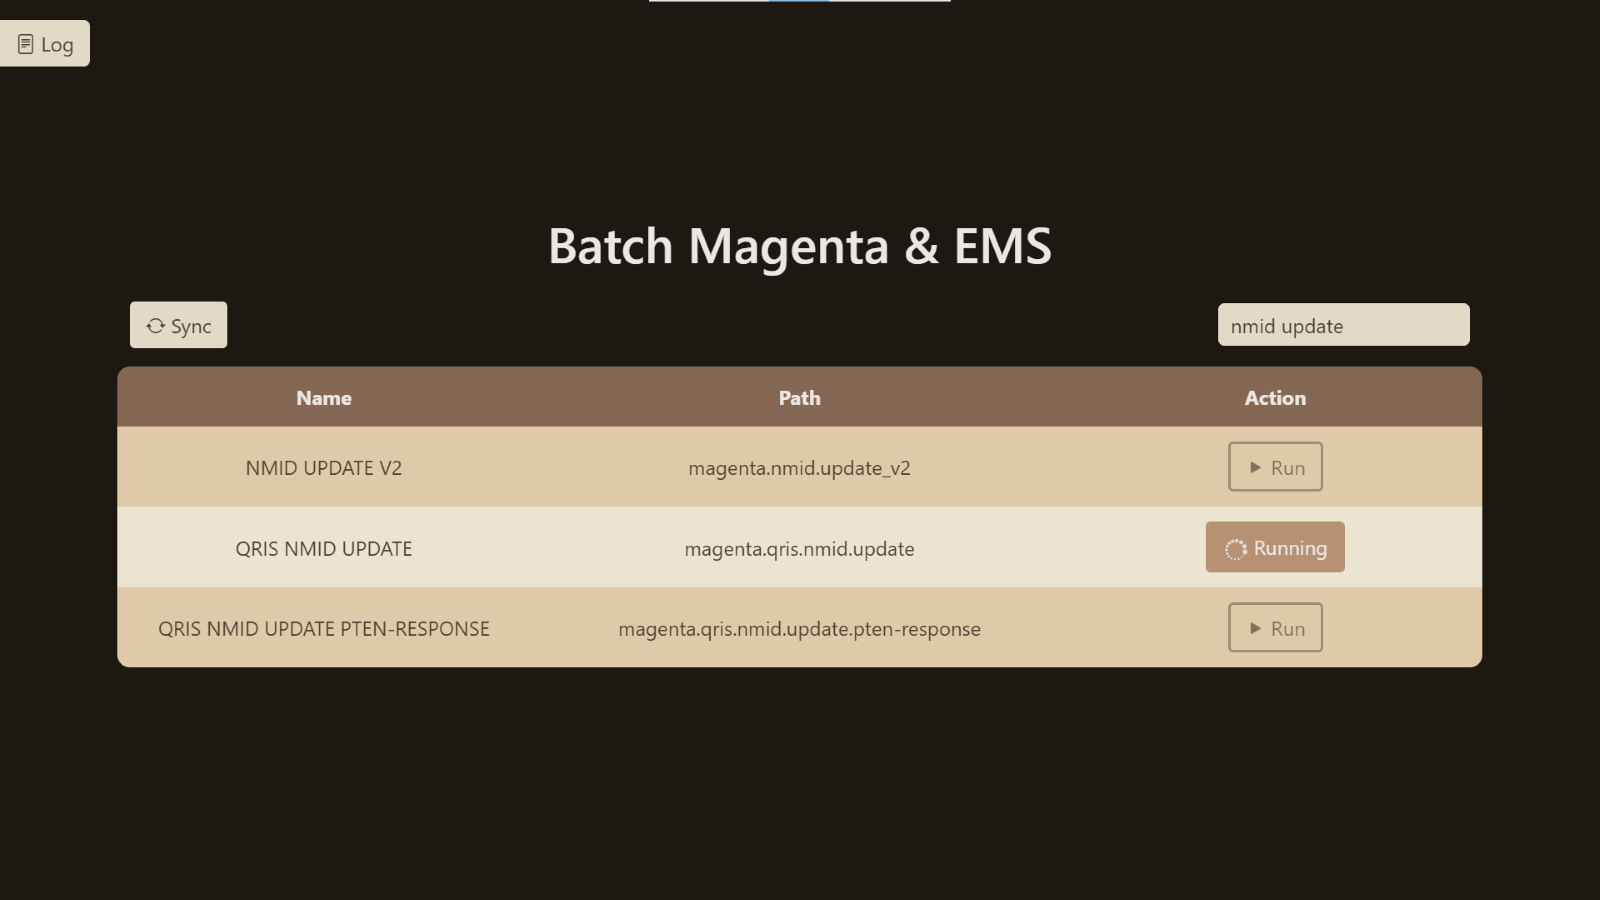 Log
Batch Magenta & EMS
Sync
nmid update
Name Path Action
NMID UPDATE V2 magenta.nmid.update_v2 Run
QRIS NMID UPDATE magenta.qris.nmid.update Running
QRIS NMID UPDATE PTEN-RESPONSE magenta.qris.nmid.update.pten-response Run